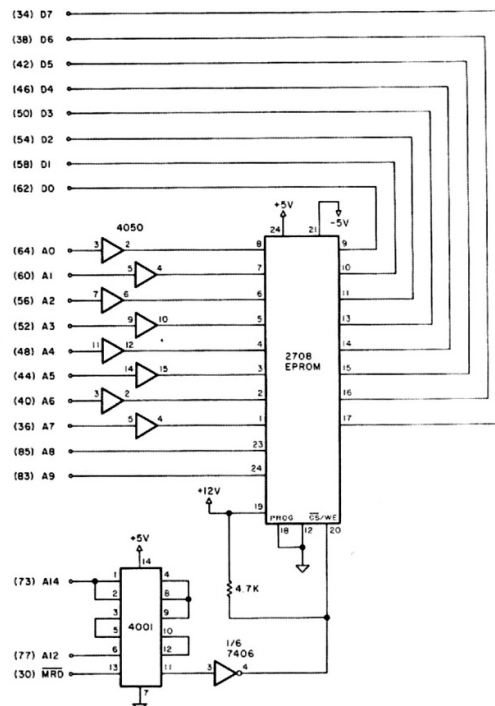 (34) D7
(38) D6
(42) D5
(46) D4
(50) D3
(54) D2
(58) D1
(62) D0
4050
+5V
-5V
24
21
(64) A0 3 2 8 9
(60) A1 5 4 7 10
(56) A2 7 6 6 11
(52) A3 9 10 5 13
(48) A4 11 12 4 14
2708
EPROM
(44) A5 14 15 3 15
(40) A6 3 2 2 16
(36) A7 5 4 1 17
(85) A8 23
(83) A9 24
+12V
19
PROG CS/WE
18 12 20
+5V
14
4.7K
(73) A14 1 4
2 8
3 9
4001
5 10
(77) A12 6 12
(30) MRD 13 11
7
1/6
7406
3 4